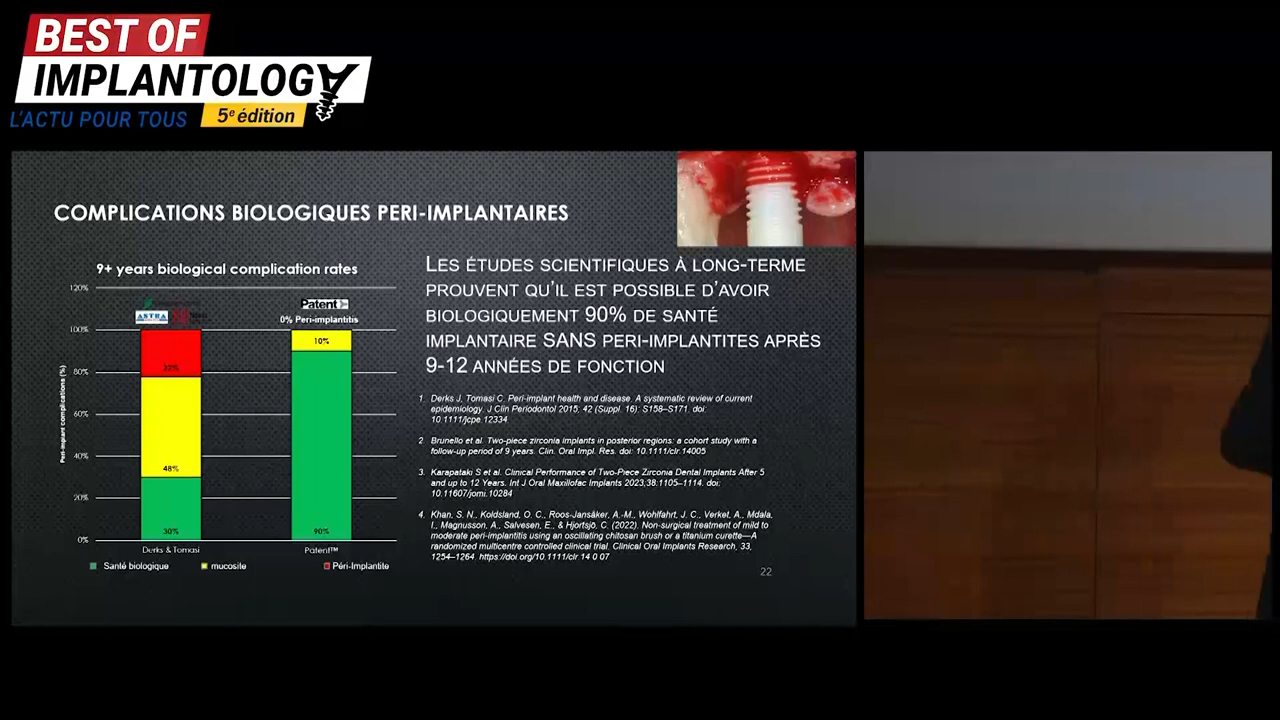 BEST OF
IMPLANTOLOGY
L'ACTU POUR TOUS
5e édition
COMPLICATIONS BIOLOGIQUES PERI-IMPLANTAIRES
9+ years biological complication rates
120%
100%
80%
60%
40%
20%
0%
Peri-implant complications (%)
ASTRA
Patent
0% Peri-implantitis
22%
48%
30%
10%
90%
Derks & Tomasi
Patent™
Santé biologique
mucosite
Péri-Implantite
LES ÉTUDES SCIENTIFIQUES À LONG-TERME
PROUVENT QU'IL EST POSSIBLE D'AVOIR
BIOLOGIQUEMENT 90% DE SANTÉ
IMPLANTAIRE SANS PERI-IMPLANTITES APRÈS
9-12 ANNÉES DE FONCTION
1. Derks J, Tomasi C. Peri-implant health and disease. A systematic review of current
epidemiology. J Clin Periodontol 2015; 42 (Suppl. 16): S158–S171. doi:
10.1111/jcpe.12334
2. Brunello et al. Two-piece zirconia implants in posterior regions: a cohort study with a
follow-up period of 9 years. Clin. Oral Impl. Res. doi: 10.1111/clr.14005
3. Karapataki S et al. Clinical Performance of Two-Piece Zirconia Dental Implants After 5
and up to 12 Years. Int J Oral Maxillofac Implants 2023;38:1105–1114. doi:
10.11607/jomi.10284
4. Khan, S. N., Koldsland, O. C., Roos-Jansåker, A.-M., Wohlfahrt, J. C., Verket, A., Mdala,
I., Magnusson, A., Salvesen, E., & Hjortsjö, C. (2022). Non-surgical treatment of mild to
moderate peri-implantitis using an oscillating chitosan brush or a titanium curette—A
randomized multicentre controlled clinical trial. Clinical Oral Implants Research, 33,
1254–1264. https://doi.org/10.1111/clr 14 0 07
22